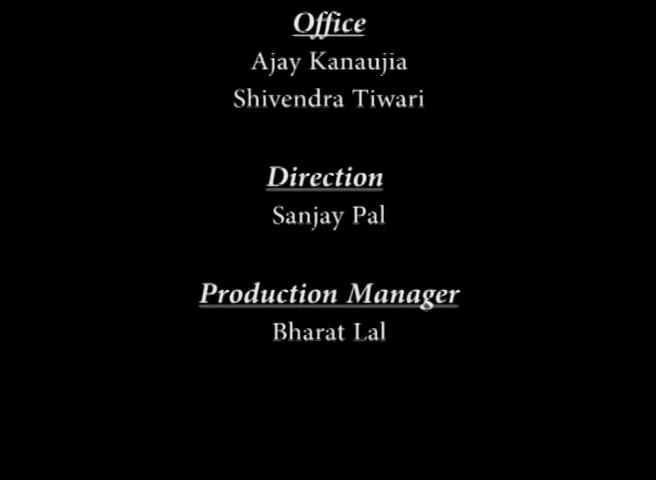 Office
Ajay Kanaujia
Shivendra Tiwari
Direction
Sanjay Pal
Production Manager
Bharat Lal